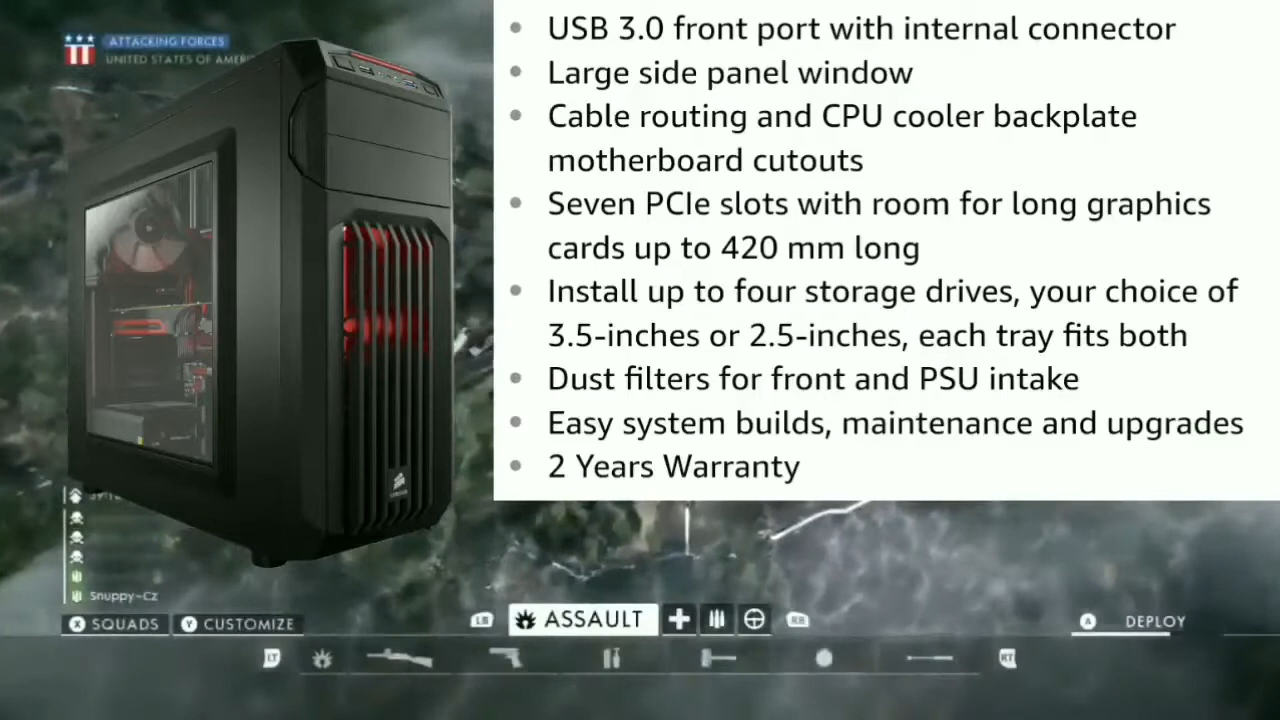 ATTACKING FORCES
UNITED STATES OF AMER
• USB 3.0 front port with internal connector
• Large side panel window
• Cable routing and CPU cooler backplate
motherboard cutouts
• Seven PCIe slots with room for long graphics
cards up to 420 mm long
• Install up to four storage drives, your choice of
3.5-inches or 2.5-inches, each tray fits both
• Dust filters for front and PSU intake
• Easy system builds, maintenance and upgrades
• 2 Years Warranty
Snuppy-Cz
X SQUADS Y CUSTOMIZE
LB ASSAULT RB
A DEPLOY
LT RT